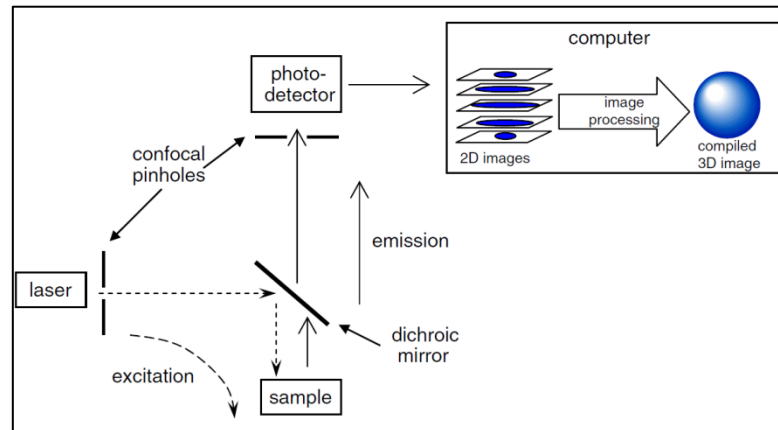 computer
photo-
detector
image
processing
2D images
compiled
3D image
confocal
pinholes
emission
laser
dichroic
mirror
excitation
sample